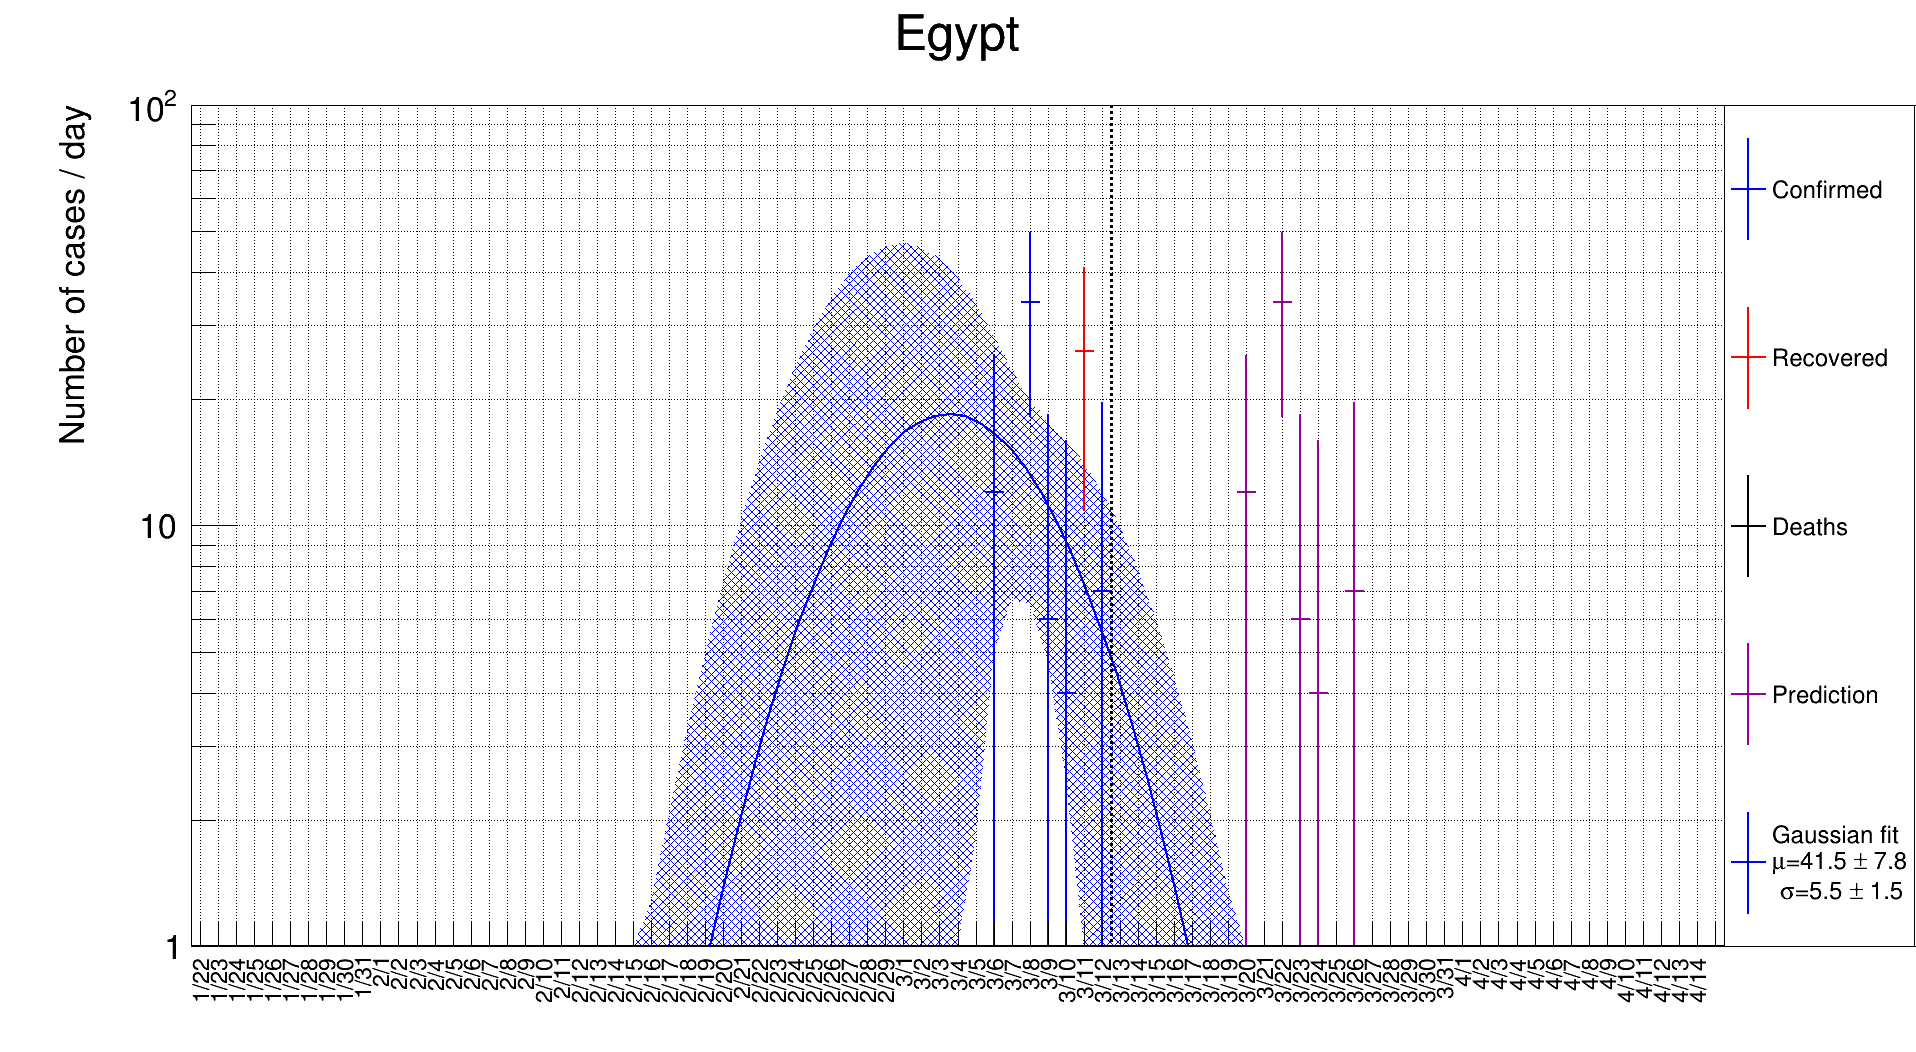 Egypt
Number of cases / day
10²
10
1
1/22 1/23 1/24 1/25 1/26 1/27 1/28 1/29 1/30 1/31 2/1 2/2 2/3 2/4 2/5 2/6 2/7 2/8 2/9 2/10 2/11 2/12 2/13 2/14 2/15 2/16 2/17 2/18 2/19 2/20 2/21 2/22 2/23 2/24 2/25 2/26 2/27 2/28 2/29 3/1 3/2 3/3 3/4 3/5 3/6 3/7 3/8 3/9 3/10 3/11 3/12 3/13 3/14 3/15 3/16 3/17 3/18 3/19 3/20 3/21 3/22 3/23 3/24 3/25 3/26 3/27 3/28 3/29 3/30 3/31 4/1 4/2 4/3 4/4 4/5 4/6 4/7 4/8 4/9 4/10 4/11 4/12 4/13 4/14
Confirmed
Recovered
Deaths
Prediction
Gaussian fit
μ=41.5 ± 7.8
σ=5.5 ± 1.5